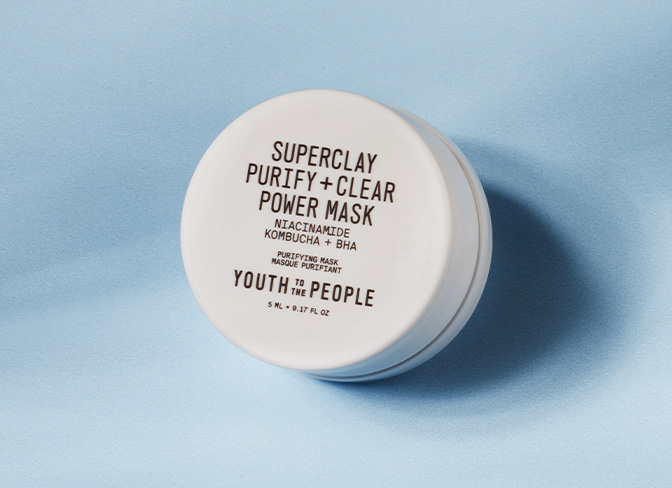 SUPERCLAY
PURIFY + CLEAR
POWER MASK
NIACINAMIDE
KOMBUCHA + BHA
PURIFYING MASK
MASQUE PURIFIANT
YOUTH TO THE PEOPLE
5 ML • 0.17 FL OZ